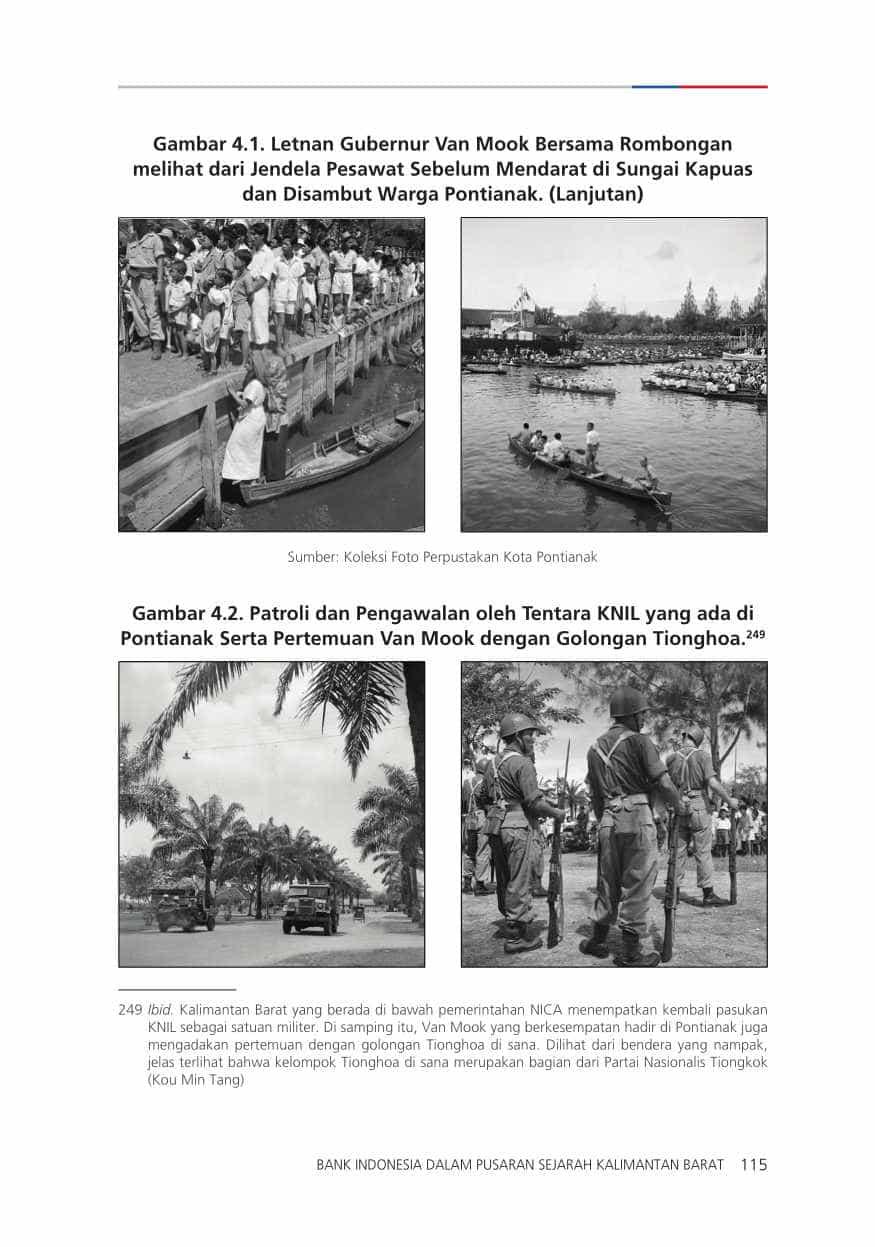 Gambar 4.1. Letnan Gubernur Van Mook Bersama Rombongan
melihat dari Jendela Pesawat Sebelum Mendarat di Sungai Kapuas
dan Disambut Warga Pontianak. (Lanjutan)
Sumber: Koleksi Foto Perpustakan Kota Pontianak
Gambar 4.2. Patroli dan Pengawalan oleh Tentara KNIL yang ada di
Pontianak Serta Pertemuan Van Mook dengan Golongan Tionghoa.249
249 Ibid. Kalimantan Barat yang berada di bawah pemerintahan NICA menempatkan kembali pasukan
KNIL sebagai satuan militer. Di samping itu, Van Mook yang berkesempatan hadir di Pontianak juga
mengadakan pertemuan dengan golongan Tionghoa di sana. Dilihat dari bendera yang nampak,
jelas terlihat bahwa kelompok Tionghoa di sana merupakan bagian dari Partai Nasionalis Tiongkok
(Kou Min Tang)
BANK INDONESIA DALAM PUSARAN SEJARAH KALIMANTAN BARAT 115